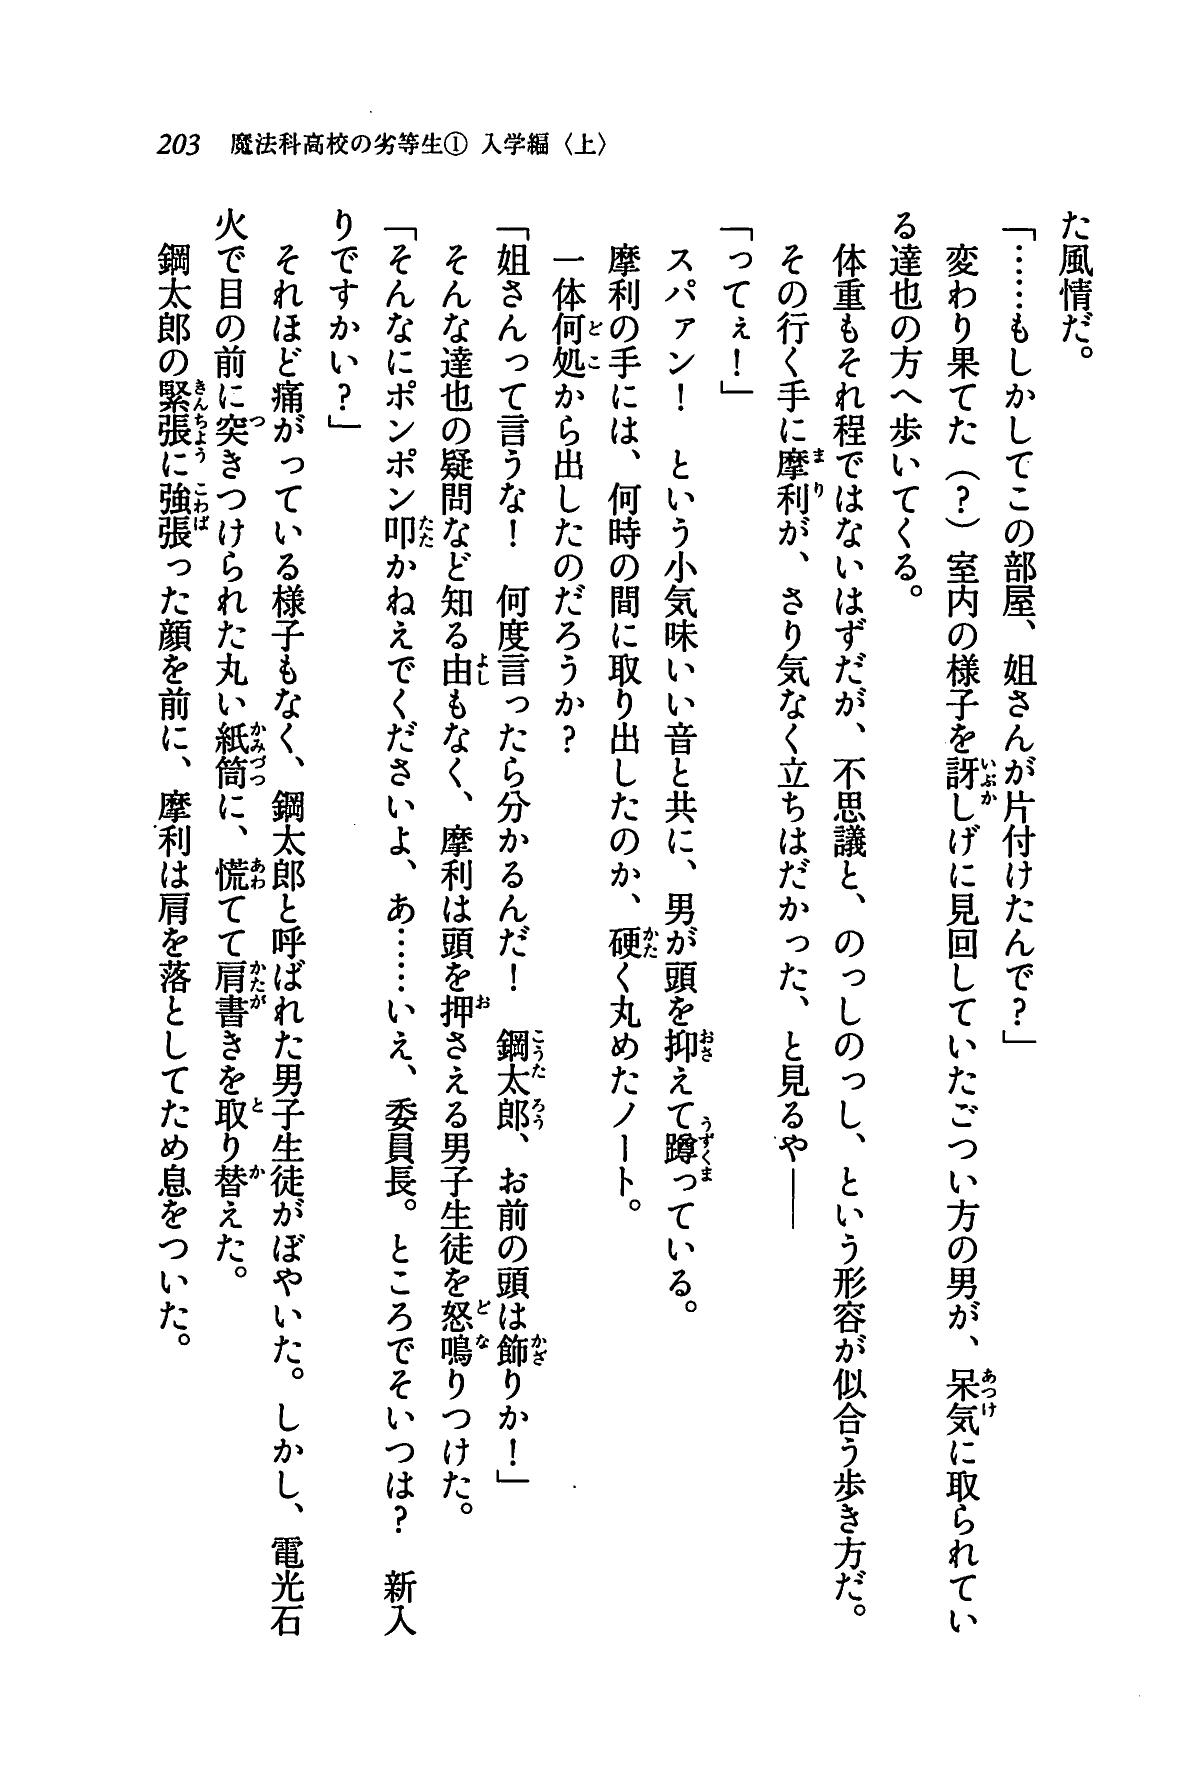 203 魔法科高校の劣等生① 入学編〈上〉
た風情だ。
「……もしかしてこの部屋、姐さんが片付けたんで？」
変わり果てた（？）室内の様子を訝しげに見回していたごつい方の男が、呆気に取られてい
る達也の方へ歩いてくる。
体重もそれ程ではないはずだが、不思議と、のっしのっし、という形容が似合う歩き方だ。
その行く手に摩利が、さり気なく立ちはだかった、と見るや――
「ってぇ！」
スパァン！　という小気味いい音と共に、男が頭を抑えて蹲っている。
摩利の手には、何時の間に取り出したのか、硬く丸めたノート。
一体何処から出したのだろうか？
「姐さんって言うな！　何度言ったら分かるんだ！　鋼太郎、お前の頭は飾りか！」
そんな達也の疑問など知る由もなく、摩利は頭を押さえる男子生徒を怒鳴りつけた。
「そんなにポンポン叩かねえでくださいよ、あ……いえ、委員長。ところでそいつは？　新入
りですかい？」
それほど痛がっている様子もなく、鋼太郎と呼ばれた男子生徒がぼやいた。しかし、電光石
火で目の前に突きつけられた丸い紙筒に、慌てて肩書きを取り替えた。
鋼太郎の緊張に強張った顔を前に、摩利は肩を落としてため息をついた。